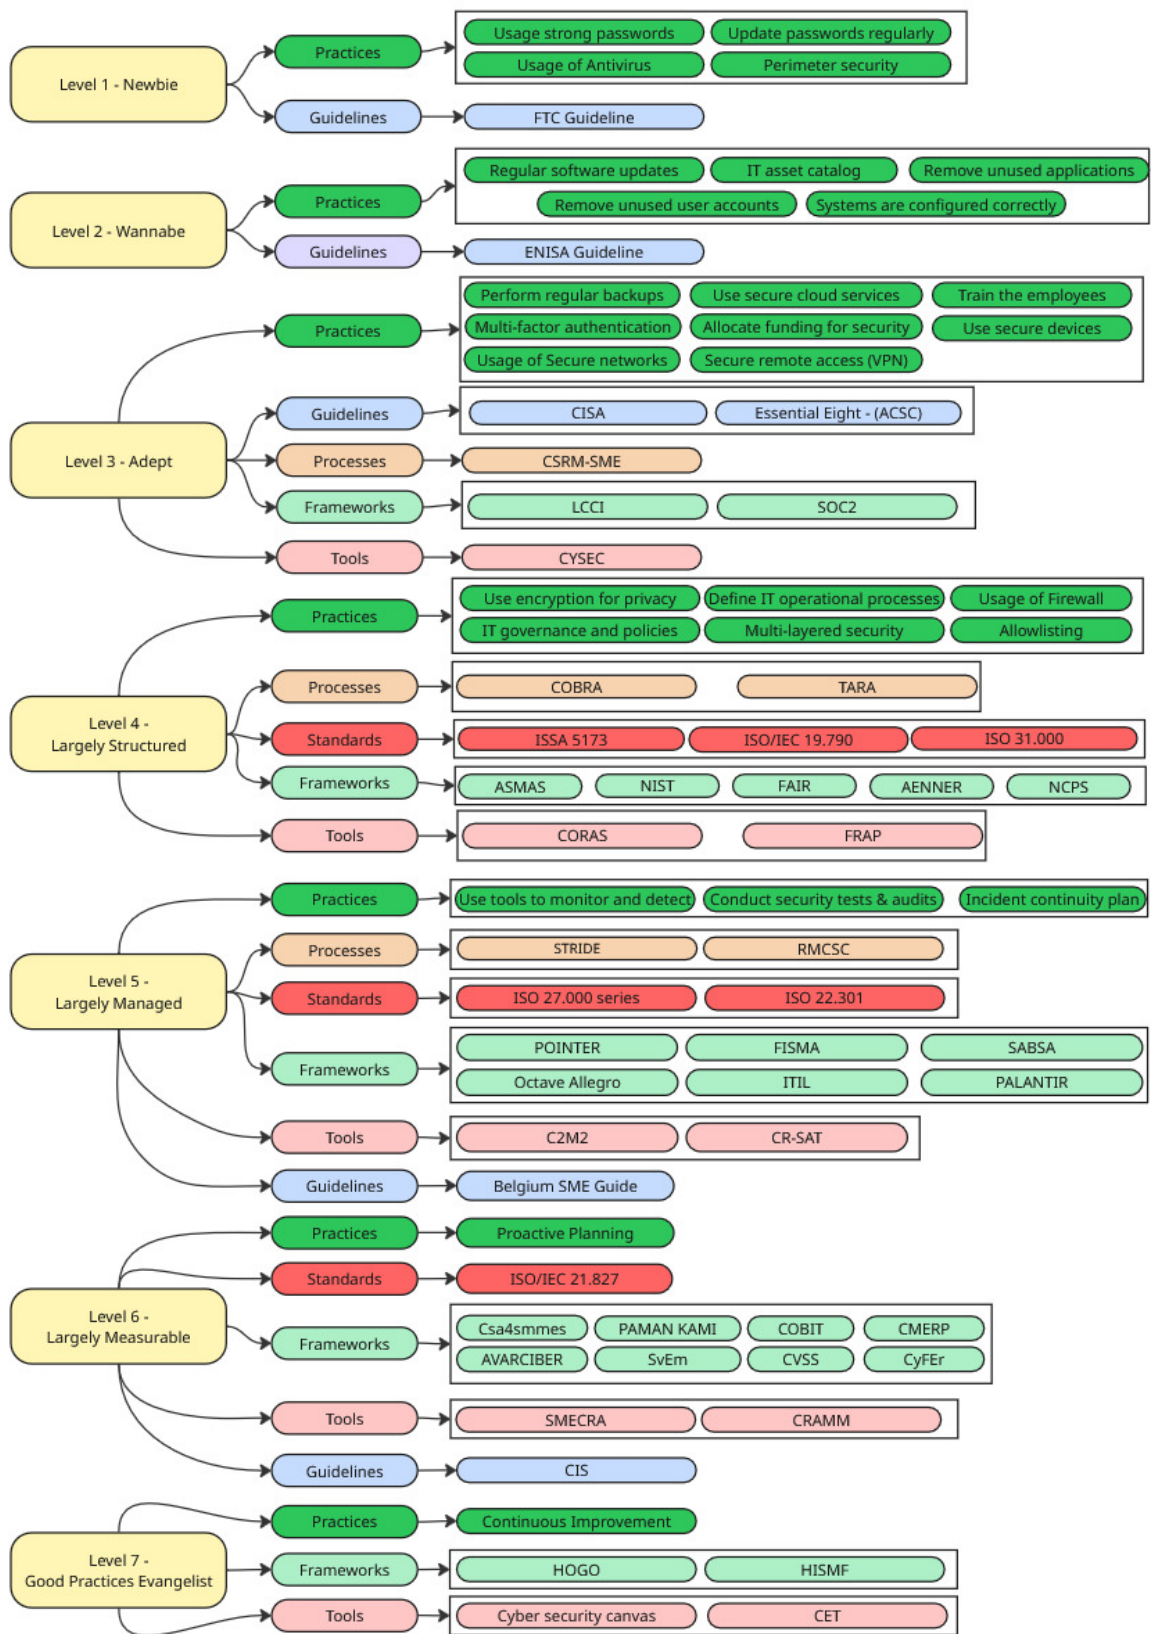 Level 1 - Newbie
Practices
Usage strong passwords
Update passwords regularly
Usage of Antivirus
Perimeter security
Guidelines
FTC Guideline
Level 2 - Wannabe
Practices
Regular software updates
IT asset catalog
Remove unused applications
Remove unused user accounts
Systems are configured correctly
Guidelines
ENISA Guideline
Level 3 - Adept
Practices
Perform regular backups
Use secure cloud services
Train the employees
Multi-factor authentication
Allocate funding for security
Use secure devices
Usage of Secure networks
Secure remote access (VPN)
Guidelines
CISA
Essential Eight - (ACSC)
Processes
CSRM-SME
Frameworks
LCCI
SOC2
Tools
CYSEC
Level 4 -
Largely Structured
Practices
Use encryption for privacy
Define IT operational processes
Usage of Firewall
IT governance and policies
Multi-layered security
Allowlisting
Processes
COBRA
TARA
Standards
ISSA 5173
ISO/IEC 19.790
ISO 31.000
Frameworks
ASMAS
NIST
FAIR
AENNER
NCPS
Tools
CORAS
FRAP
Level 5 -
Largely Managed
Practices
Use tools to monitor and detect
Conduct security tests & audits
Incident continuity plan
Processes
STRIDE
RMCSC
Standards
ISO 27.000 series
ISO 22.301
Frameworks
POINTER
FISMA
SABSA
Octave Allegro
ITIL
PALANTIR
Tools
C2M2
CR-SAT
Guidelines
Belgium SME Guide
Level 6 -
Largely Measurable
Practices
Proactive Planning
Standards
ISO/IEC 21.827
Frameworks
Csa4smmes
PAMAN KAMI
COBIT
CMERP
AVARCIBER
SvEm
CVSS
CyFEr
Tools
SMECRA
CRAMM
Guidelines
CIS
Level 7 -
Good Practices Evangelist
Practices
Continuous Improvement
Frameworks
HOGO
HISMF
Tools
Cyber security canvas
CET